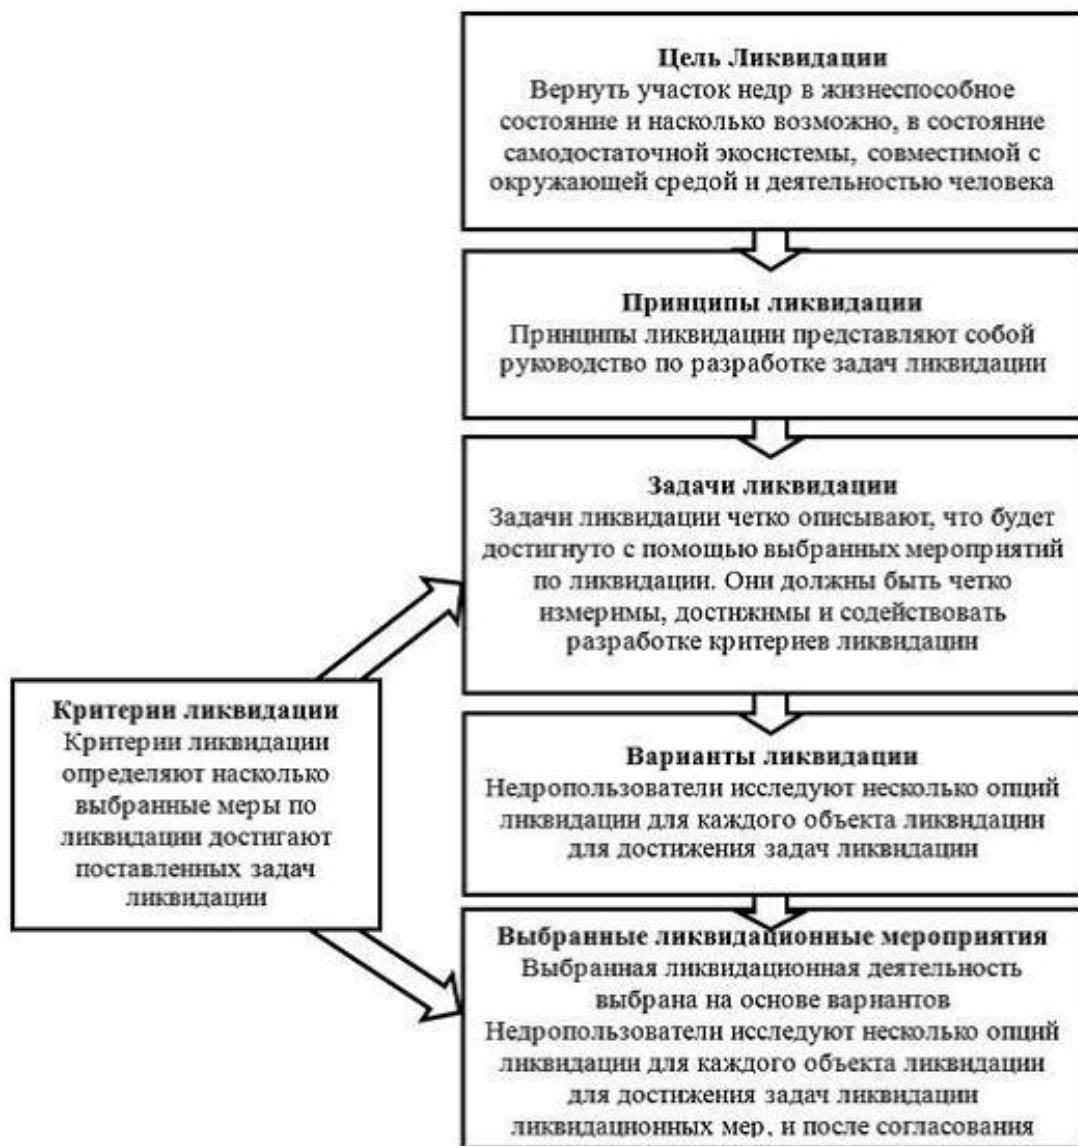 Цель Ликвидации
Вернуть участок недр в жизнеспособное
состояние и насколько возможно, в состояние
самодостаточной экосистемы, совместимой с
окружающей средой и деятельностью человека
Принципы ликвидации
Принципы ликвидации представляют собой
руководство по разработке задач ликвидации
Задачи ликвидации
Задачи ликвидации четко описывают, что будет
достигнуто с помощью выбранных мероприятий
по ликвидации. Они должны быть четко
измеримы, достижимы и содействовать
разработке критериев ликвидации
Критерии ликвидации
Критерии ликвидации
определяют насколько
выбранные меры по
ликвидации достигают
поставленных задач
ликвидации
Варианты ликвидации
Недропользователи исследуют несколько опций
ликвидации для каждого объекта ликвидации
для достижения задач ликвидации
Выбранные ликвидационные мероприятия
Выбранная ликвидационная деятельность
выбрана на основе вариантов
Недропользователи исследуют несколько опций
ликвидации для каждого объекта ликвидации
для достижения задач ликвидации
ликвидационных мер, и после согласования